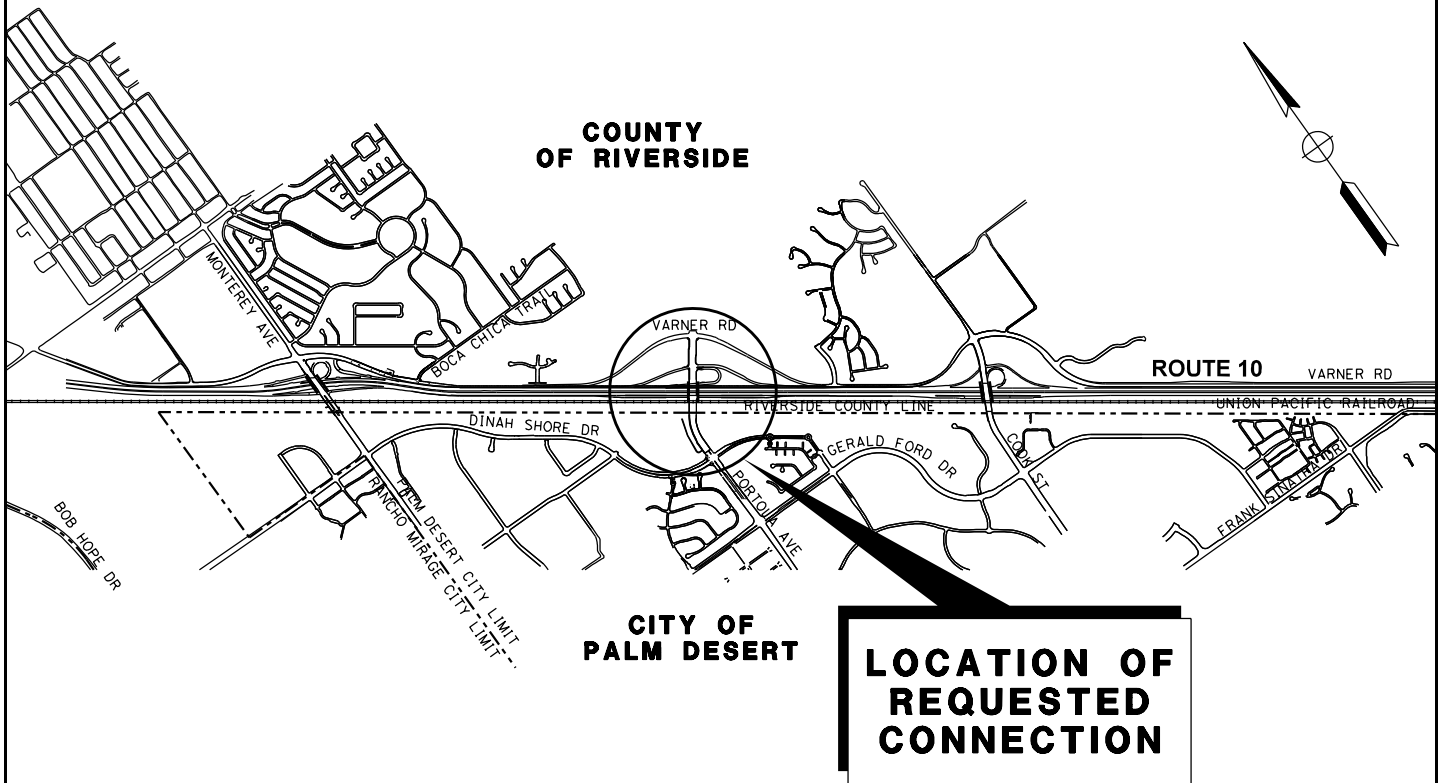 COUNTY
OF RIVERSIDE
MONTEREY AVE
BOCA CHICA TRAIL
VARNER RD
ROUTE 10
VARNER RD
RIVERSIDE COUNTY LINE
UNION PACIFIC RAILROAD
DINAH SHORE DR
GERALD FORD DR
COOK ST
PORTOLA AVE
FRANK SINATRA DR
BOB HOPE DR
PALM DESERT CITY LIMIT
RANCHO MIRAGE CITY LIMIT
CITY OF
PALM DESERT
LOCATION OF
REQUESTED
CONNECTION